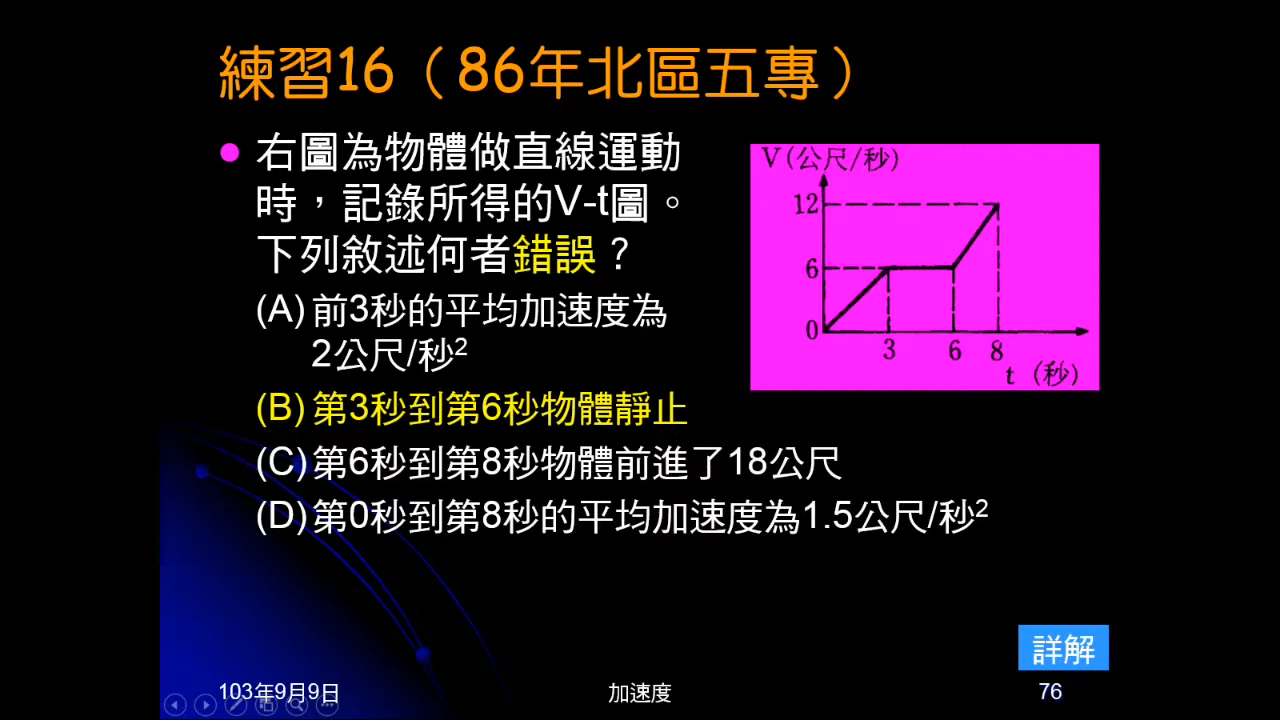 練習16（86年北區五專）
右圖為物體做直線運動
時，記錄所得的V-t圖。
下列敘述何者錯誤？
(A) 前3秒的平均加速度為
2公尺/秒²
(B) 第3秒到第6秒物體靜止
(C) 第6秒到第8秒物體前進了18公尺
(D) 第0秒到第8秒的平均加速度為1.5公尺/秒²
V(公尺/秒)
12
6
0
3 6 8
t (秒)
詳解
103年9月9日 加速度 76